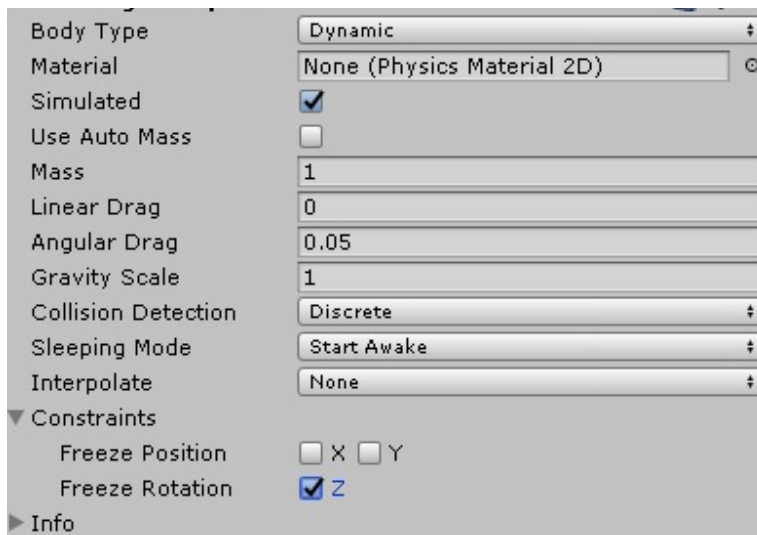 Body Type Dynamic
Material None (Physics Material 2D)
Simulated
Use Auto Mass
Mass 1
Linear Drag 0
Angular Drag 0.05
Gravity Scale 1
Collision Detection Discrete
Sleeping Mode Start Awake
Interpolate None
Constraints
Freeze Position X Y
Freeze Rotation Z
Info